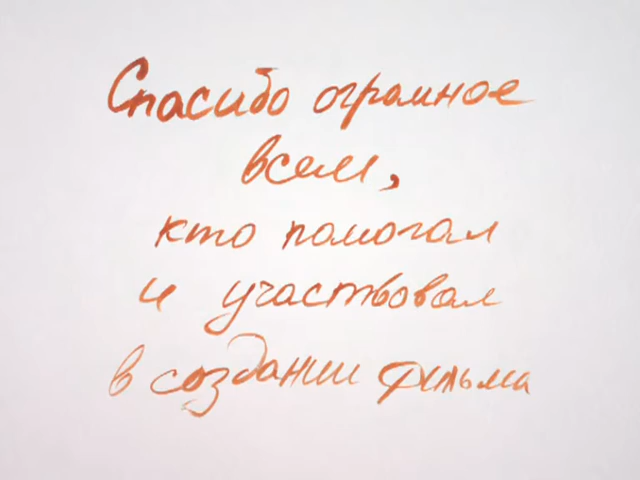 Спасибо огромное
всем,
кто помогал
и участвовал
в создании фильма